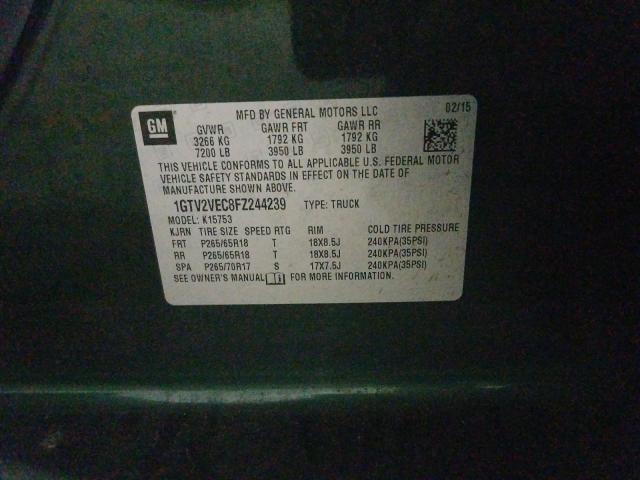 GM
MFD BY GENERAL MOTORS LLC
02/15
GVWR GAWR FRT GAWR RR
3266 KG 1792 KG 1792 KG
7200 LB 3950 LB 3950 LB
THIS VEHICLE CONFORMS TO ALL APPLICABLE U.S. FEDERAL MOTOR
VEHICLE SAFETY STANDARDS IN EFFECT ON THE DATE OF
MANUFACTURE SHOWN ABOVE.
1GTV2VEC8FZ244239 TYPE: TRUCK
MODEL: K15753
KJRN TIRE SIZE SPEED RTG RIM COLD TIRE PRESSURE
FRT P265/65R18 T 18X8.5J 240KPA(35PSI)
RR P265/65R18 T 18X8.5J 240KPA(35PSI)
SPA P265/70R17 S 17X7.5J 240KPA(35PSI)
SEE OWNER'S MANUAL FOR MORE INFORMATION.